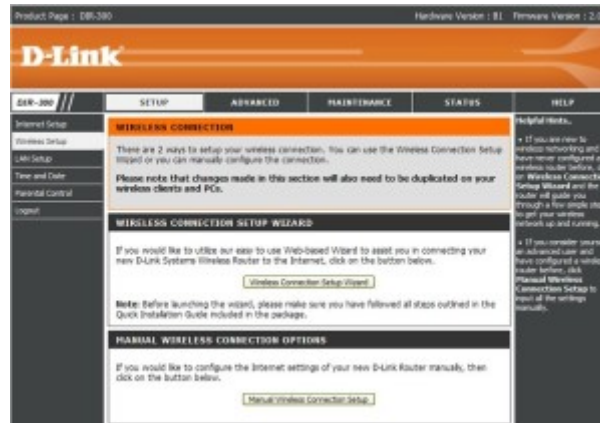 Product Page : DIR-300
Hardware Version : B1 Firmware Version : 2.0
D-Link
DIR-300
SETUP
ADVANCED
MAINTENANCE
STATUS
HELP
Internet Setup
Wireless Setup
LAN Setup
Time and Date
Parental Control
Logout
WIRELESS CONNECTION
There are 2 ways to setup your wireless connection. You can use the Wireless Connection Setup
Wizard or you can manually configure the connection.
Please note that changes made in this section will also need to be duplicated on your
wireless clients and PCs.
WIRELESS CONNECTION SETUP WIZARD
If you would like to utilize our easy to use Web-based Wizard to assist you in connecting your
new D-Link Systems Wireless Router to the Internet, click on the button below.
Wireless Connection Setup Wizard
Note: Before launching the wizard, please make sure you have followed all steps outlined in the
Quick Installation Guide included in the package.
MANUAL WIRELESS CONNECTION OPTIONS
If you would like to configure the Internet settings of your new D-Link Router manually, then
click on the button below.
Manual Wireless Connection Setup
Helpful Hints..
• If you are new to
wireless networking and
have never configured a
wireless router before,
on Wireless Connecti
Setup Wizard and the
router will guide you
through a few simple ste
to get your wireless
network up and running.
• If you consider yours
an advanced user and
have configured a wirele
router before, click
Manual Wireless
Connection Setup to
input all the settings
manually.